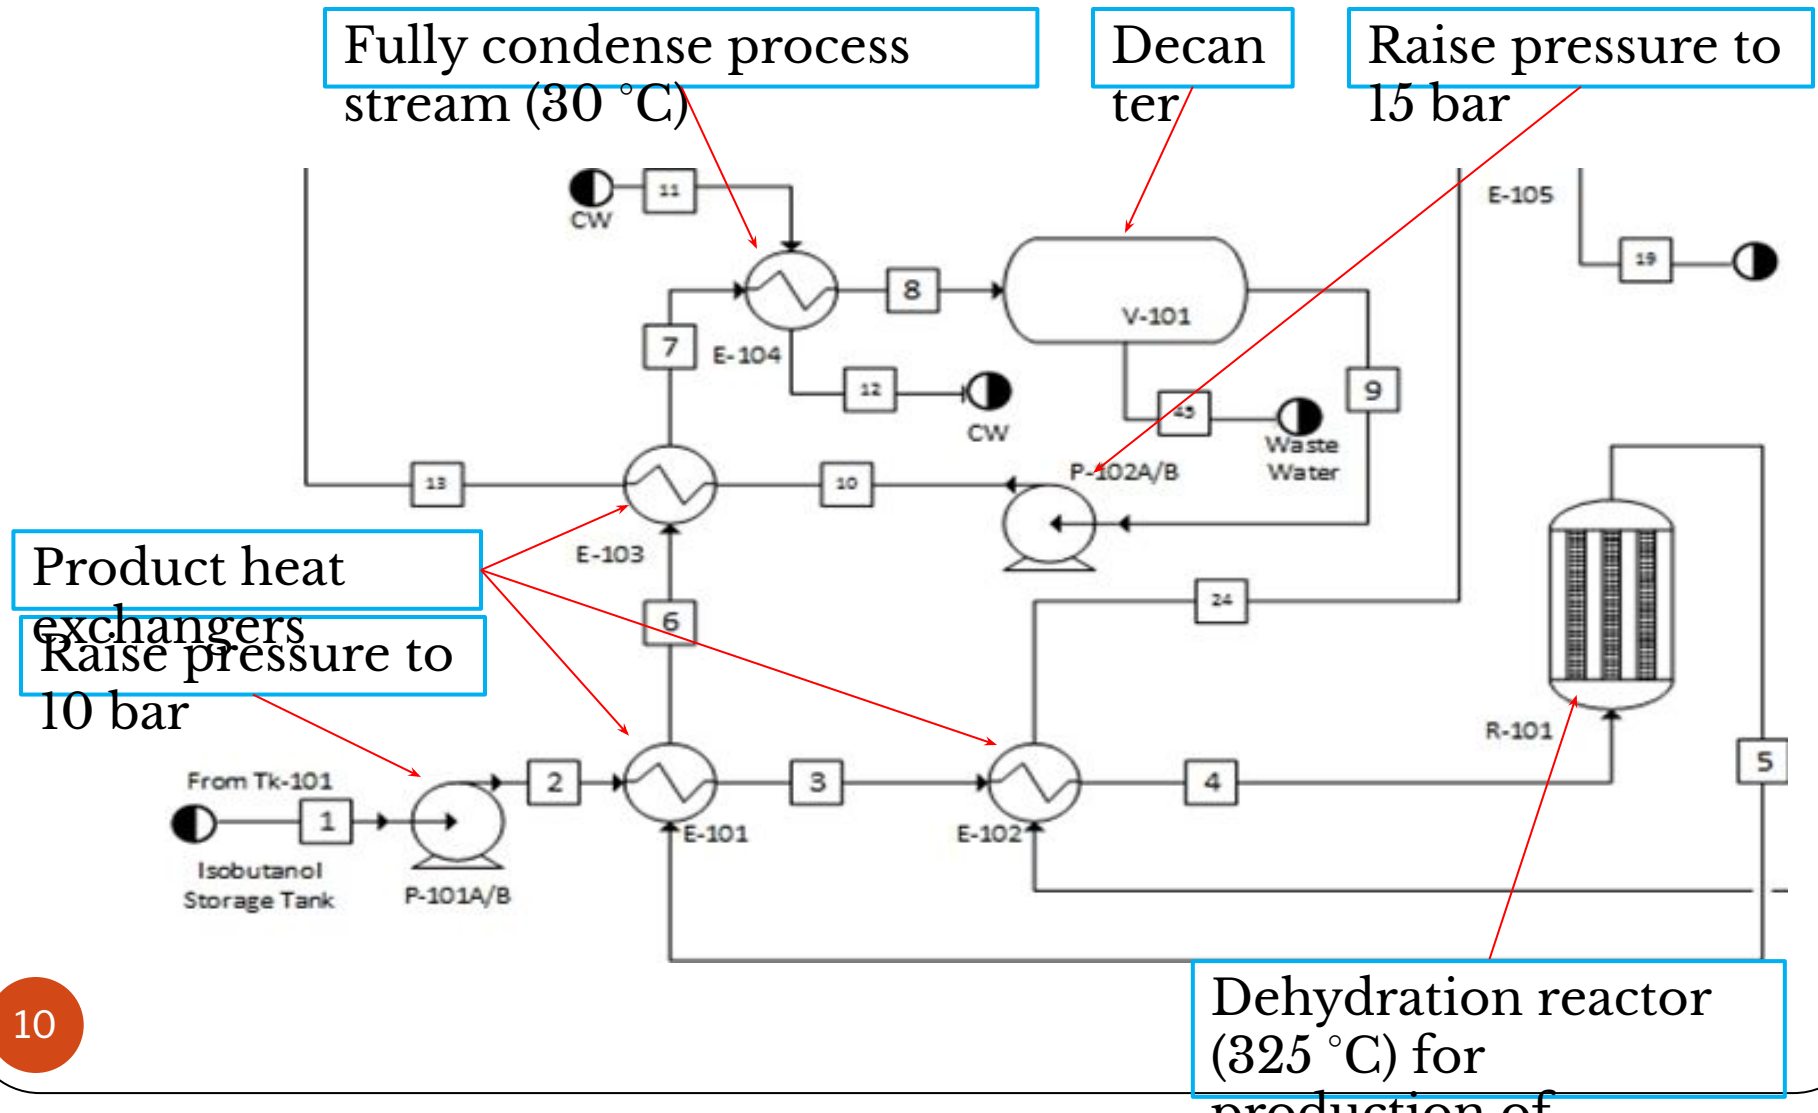 Fully condense process
stream (30 °C)
Decan
ter
Raise pressure to
15 bar
11
CW
E-105
19
8
V-101
7
E-104
12
CW
9
45
Waste
Water
13
10
P-102A/B
E-103
Product heat
exchangers
6
24
Raise pressure to
10 bar
R-101
5
From Tk-101
2
3
4
1
E-101
E-102
Isobutanol
Storage Tank
P-101A/B
Dehydration reactor
(325 °C) for
production of
10